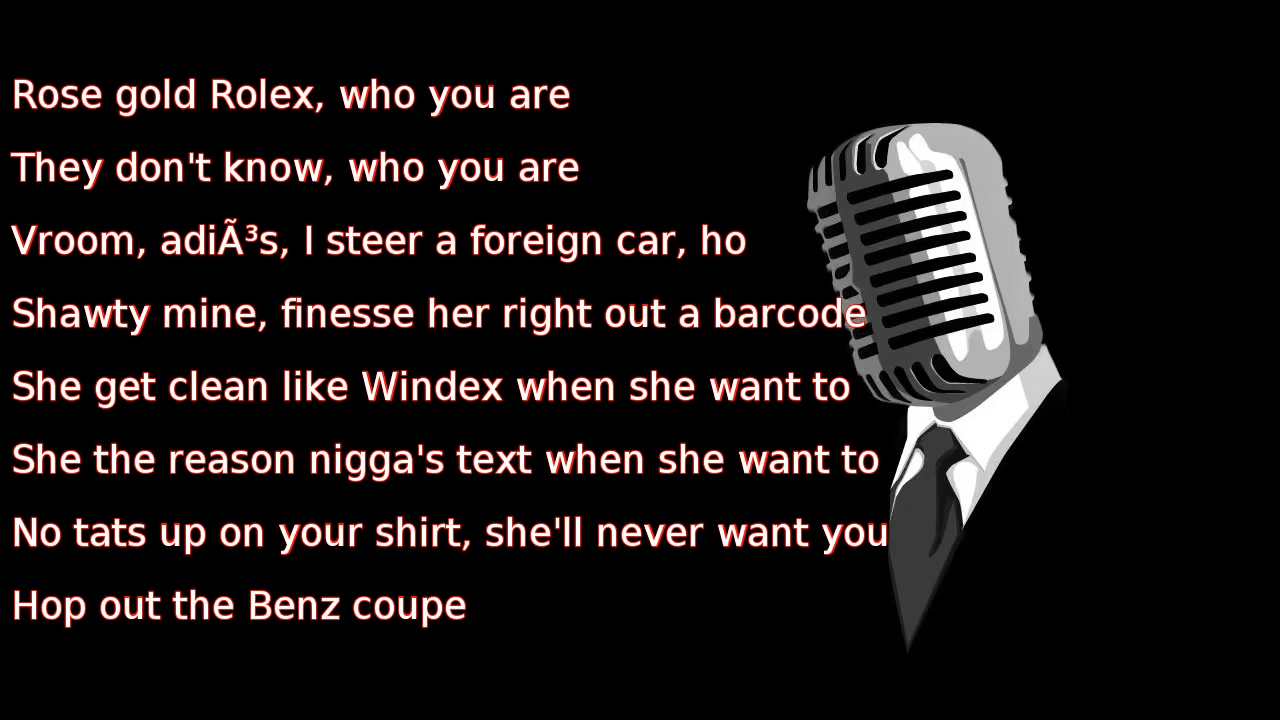 Rose gold Rolex, who you are
They don't know, who you are
Vroom, adiÃ³s, I steer a foreign car, ho
Shawty mine, finesse her right out a barcode
She get clean like Windex when she want to
She the reason nigga's text when she want to
No tats up on your shirt, she'll never want you
Hop out the Benz coupe